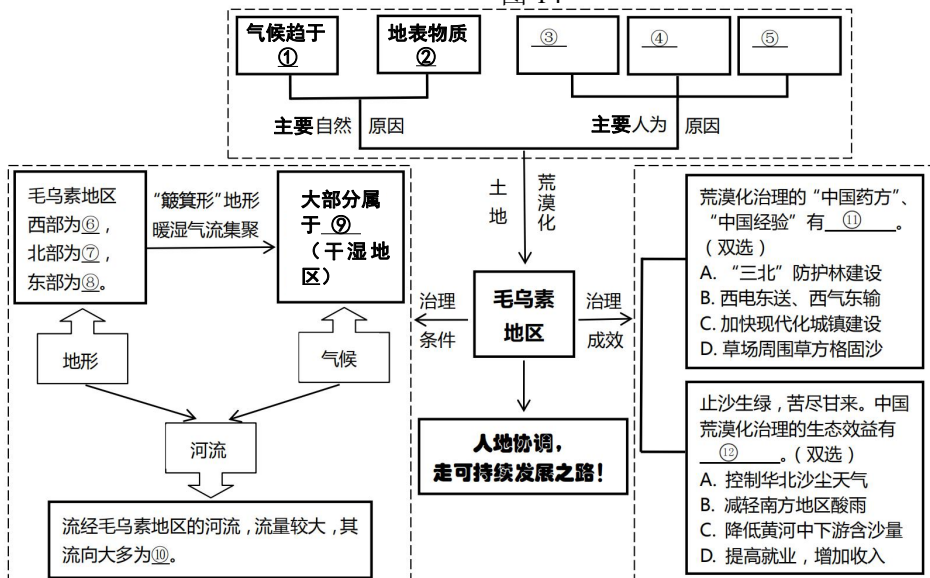 图14
气候趋于
①
地表物质
②
③
④
⑤
主要自然
原因
主要人为
原因
土地
荒漠化
毛乌素地区
西部为⑥，
北部为⑦，
东部为⑧。
“簸箕形”地形
暖湿气流集聚
大部分属
于 ⑨
（干湿地
区）
地形
气候
河流
流经毛乌素地区的河流，流量较大，其
流向大多为⑩。
治理
条件
毛乌素
地区
治理
成效
人地协调，
走可持续发展之路！
荒漠化治理的“中国药方”、
“中国经验”有 ⑪ 。
（双选）
A. “三北”防护林建设
B. 西电东送、西气东输
C. 加快现代化城镇建设
D. 草场周围草方格固沙
止沙生绿，苦尽甘来。中国
荒漠化治理的生态效益有
⑫ 。（双选）
A. 控制华北沙尘天气
B. 减轻南方地区酸雨
C. 降低黄河中下游含沙量
D. 提高就业，增加收入